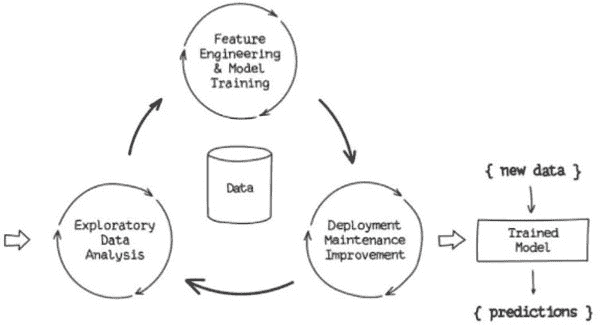 Feature
Engineering
& Model
Training
Data
Exploratory
Data
Analysis
Deployment
Maintenance
Improvement
{ new data }
Trained
Model
{ predictions }